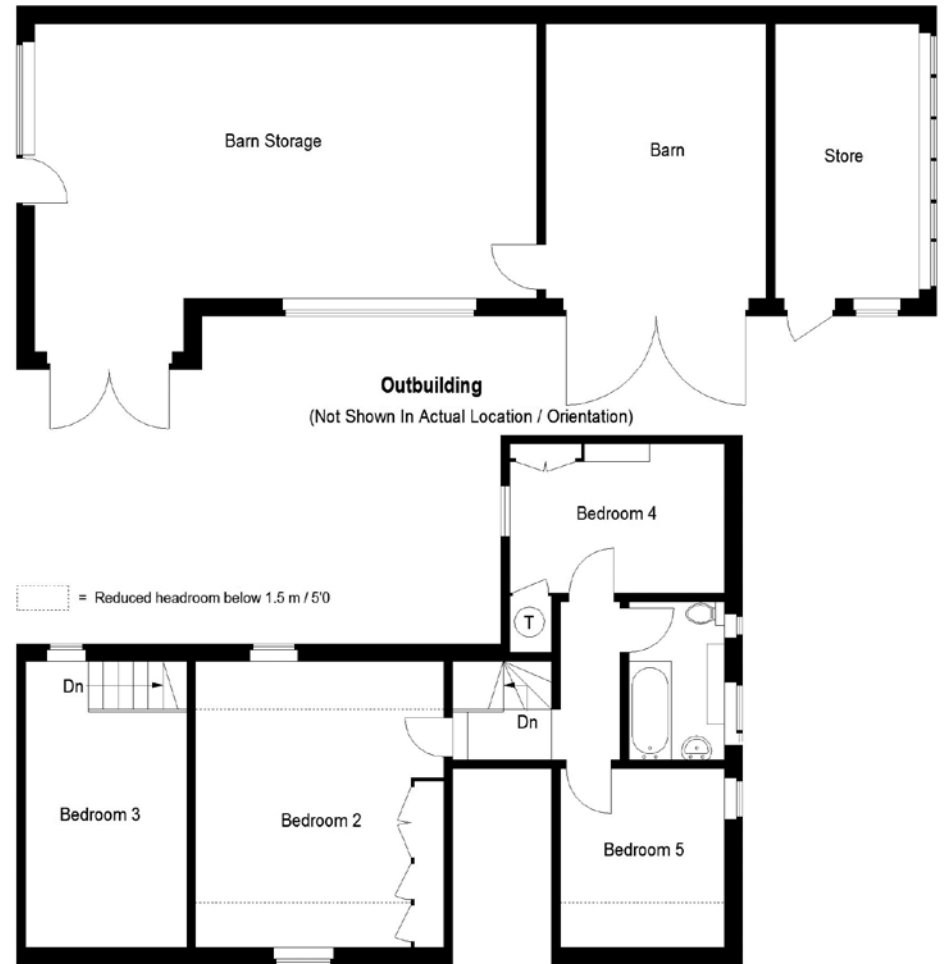 Barn Storage
Barn
Store
Outbuilding
(Not Shown In Actual Location / Orientation)
Bedroom 4
= Reduced headroom below 1.5 m / 5'0
T
Dn
Dn
Bedroom 3
Bedroom 2
Bedroom 5